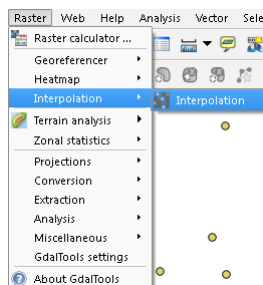 Raster Web Help Analysis Vector Sele
Raster calculator ...
Georeferencer
Heatmap
Interpolation
Interpolation
Terrain analysis
Zonal statistics
Projections
Conversion
Extraction
Analysis
Miscellaneous
GdalTools settings
About GdalTools